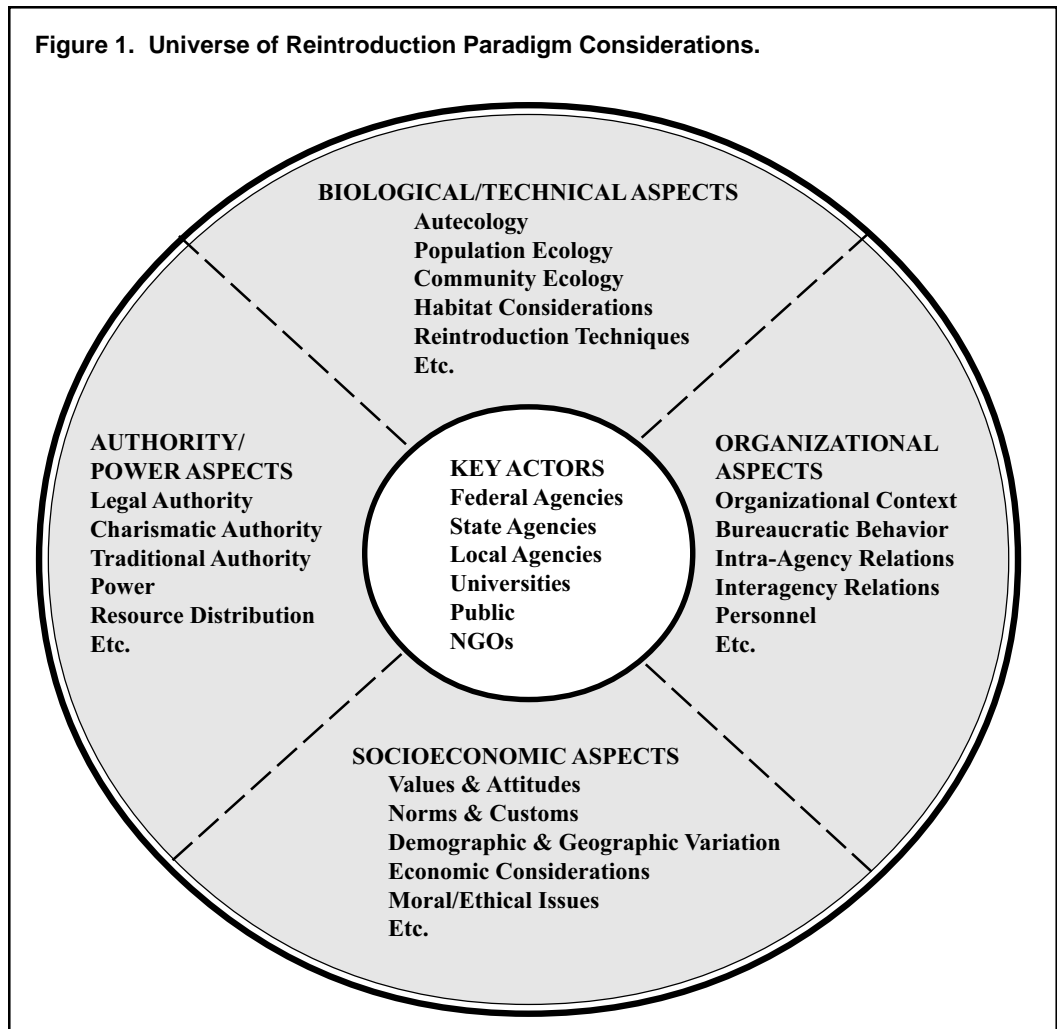 Figure 1. Universe of Reintroduction Paradigm Considerations.
BIOLOGICAL/TECHNICAL ASPECTS
Autecology
Population Ecology
Community Ecology
Habitat Considerations
Reintroduction Techniques
Etc.
AUTHORITY/
POWER ASPECTS
Legal Authority
Charismatic Authority
Traditional Authority
Power
Resource Distribution
Etc.
KEY ACTORS
Federal Agencies
State Agencies
Local Agencies
Universities
Public
NGOs
ORGANIZATIONAL
ASPECTS
Organizational Context
Bureaucratic Behavior
Intra-Agency Relations
Interagency Relations
Personnel
Etc.
SOCIOECONOMIC ASPECTS
Values & Attitudes
Norms & Customs
Demographic & Geographic Variation
Economic Considerations
Moral/Ethical Issues
Etc.